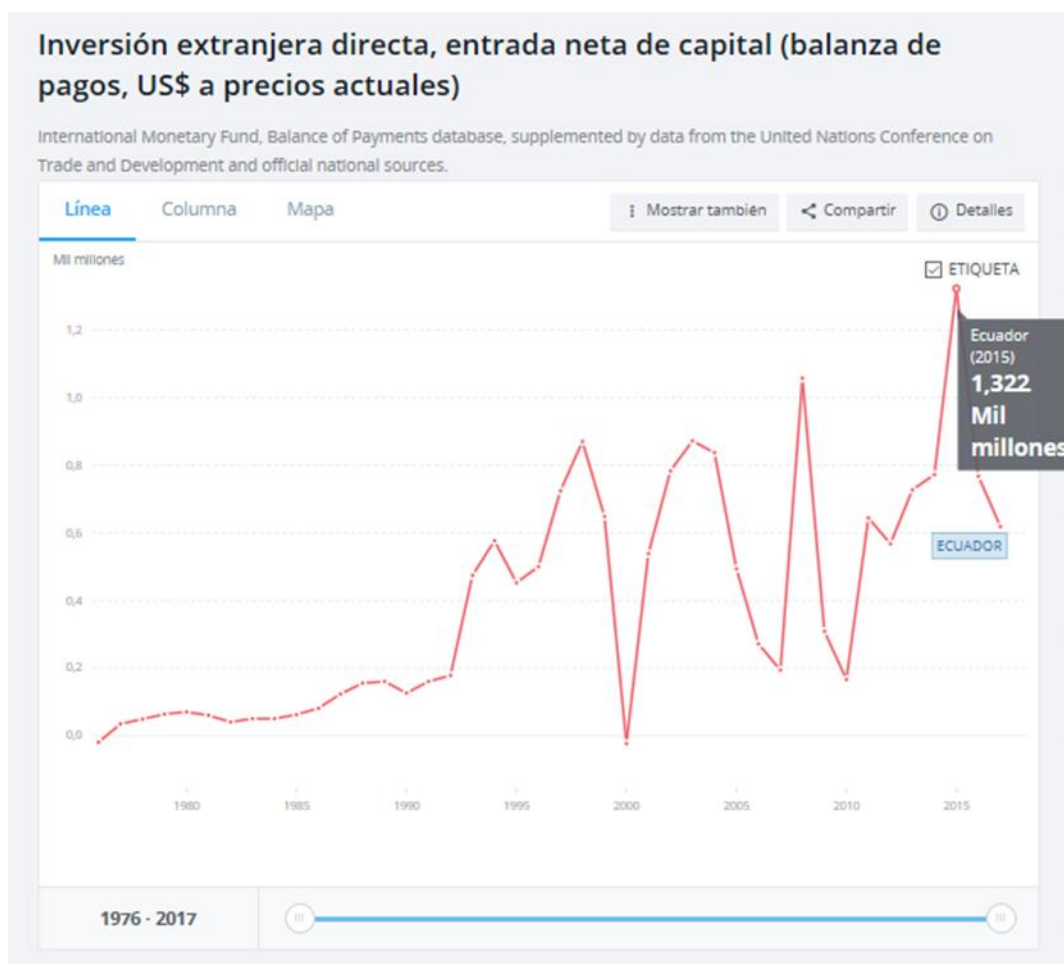 Inversión extranjera directa, entrada neta de capital (balanza de
pagos, US$ a precios actuales)
International Monetary Fund, Balance of Payments database, supplemented by data from the United Nations Conference on
Trade and Development and official national sources.
Línea Columna Mapa Mostrar también Compartir Detalles
Mil millones
ETIQUETA
1,2
Ecuador
(2015)
1,322
Mil
millones
1,0
0,8
0,6
ECUADOR
0,4
0,2
0,0
1980 1985 1990 1995 2000 2005 2010 2015
1976 - 2017